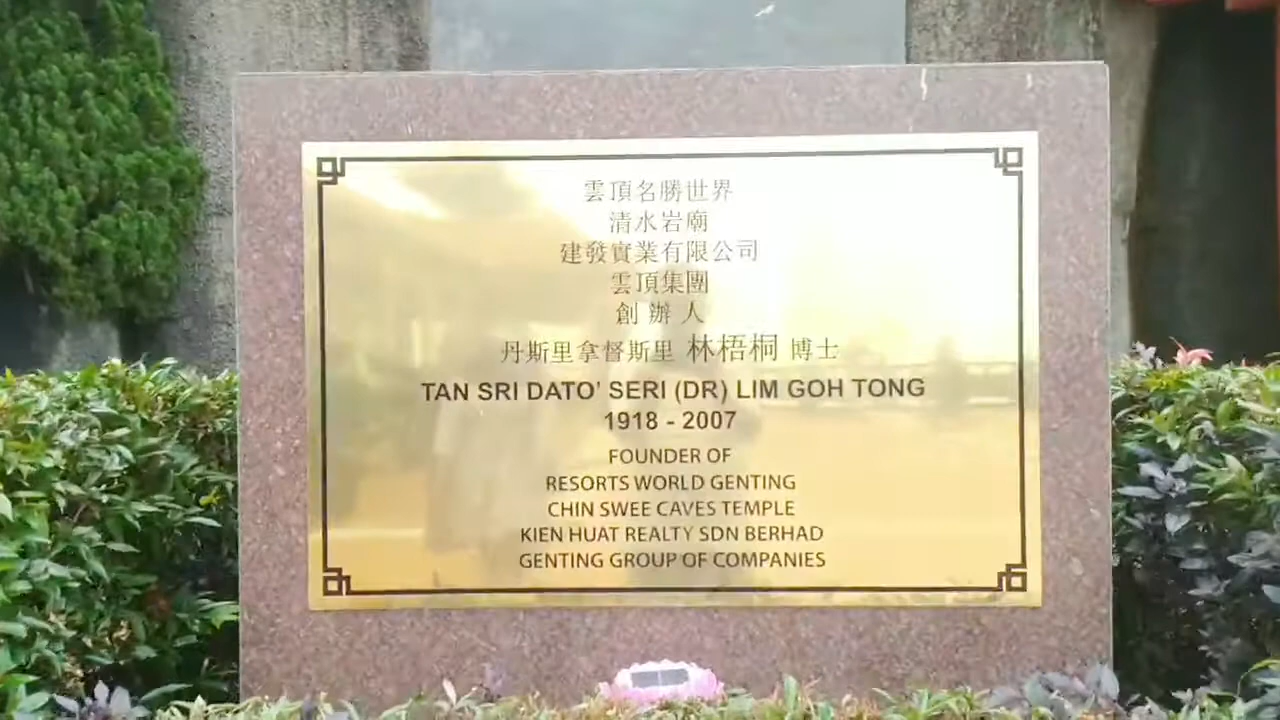 雲頂名勝世界
清水岩廟
建發實業有限公司
雲頂集團
創辦人
丹斯里拿督斯里 林梧桐 博士
TAN SRI DATO' SERI (DR) LIM GOH TONG
1918 - 2007
FOUNDER OF
RESORTS WORLD GENTING
CHIN SWEE CAVES TEMPLE
KIEN HUAT REALTY SDN BERHAD
GENTING GROUP OF COMPANIES